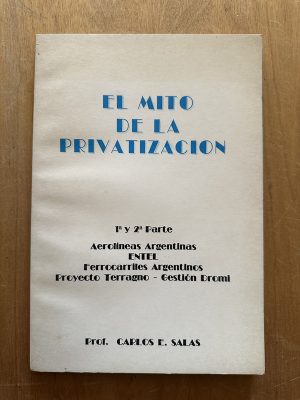 EL MITO
DE LA
PRIVATIZACION
1ª y 2ª Parte
Aerolíneas Argentinas
ENTEL
Ferrocarriles Argentinos
Proyecto Terragno - Gestión Dromi
Prof. CARLOS E. SALAS